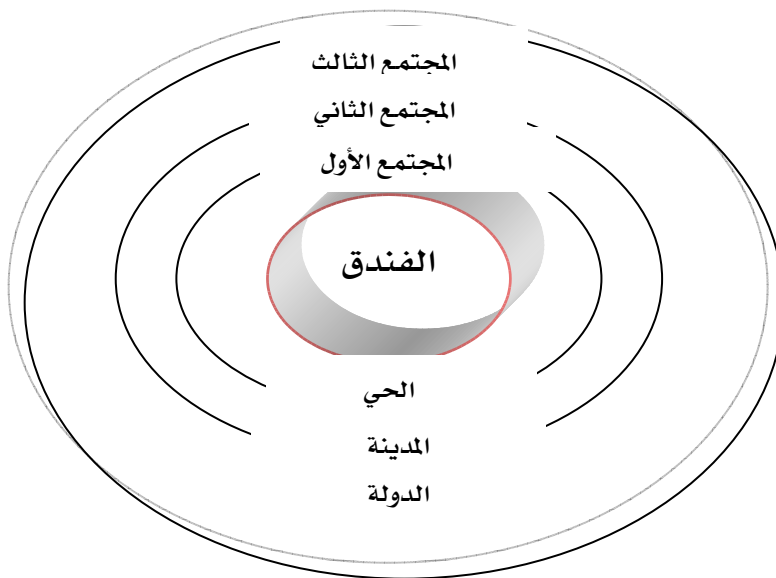 المجتمع الثالث
المجتمع الثاني
المجتمع الأول
الفندق
الحي
المدينة
الدولة